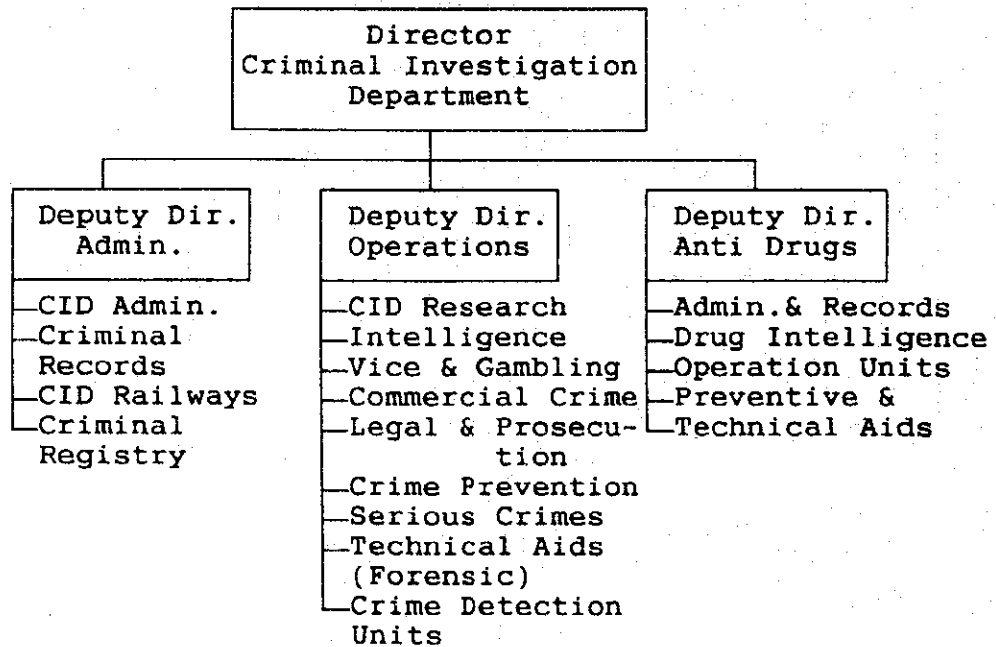 Director
Criminal Investigation
Department
Deputy Dir.
Admin.
CID Admin.
Criminal
Records
CID Railways
Criminal
Registry
Deputy Dir.
Operations
CID Research
Intelligence
Vice & Gambling
Commercial Crime
Legal & Prosecu-
tion
Crime Prevention
Serious Crimes
Technical Aids
(Forensic)
Crime Detection
Units
Deputy Dir.
Anti Drugs
Admin.& Records
Drug Intelligence
Operation Units
Preventive &
Technical Aids